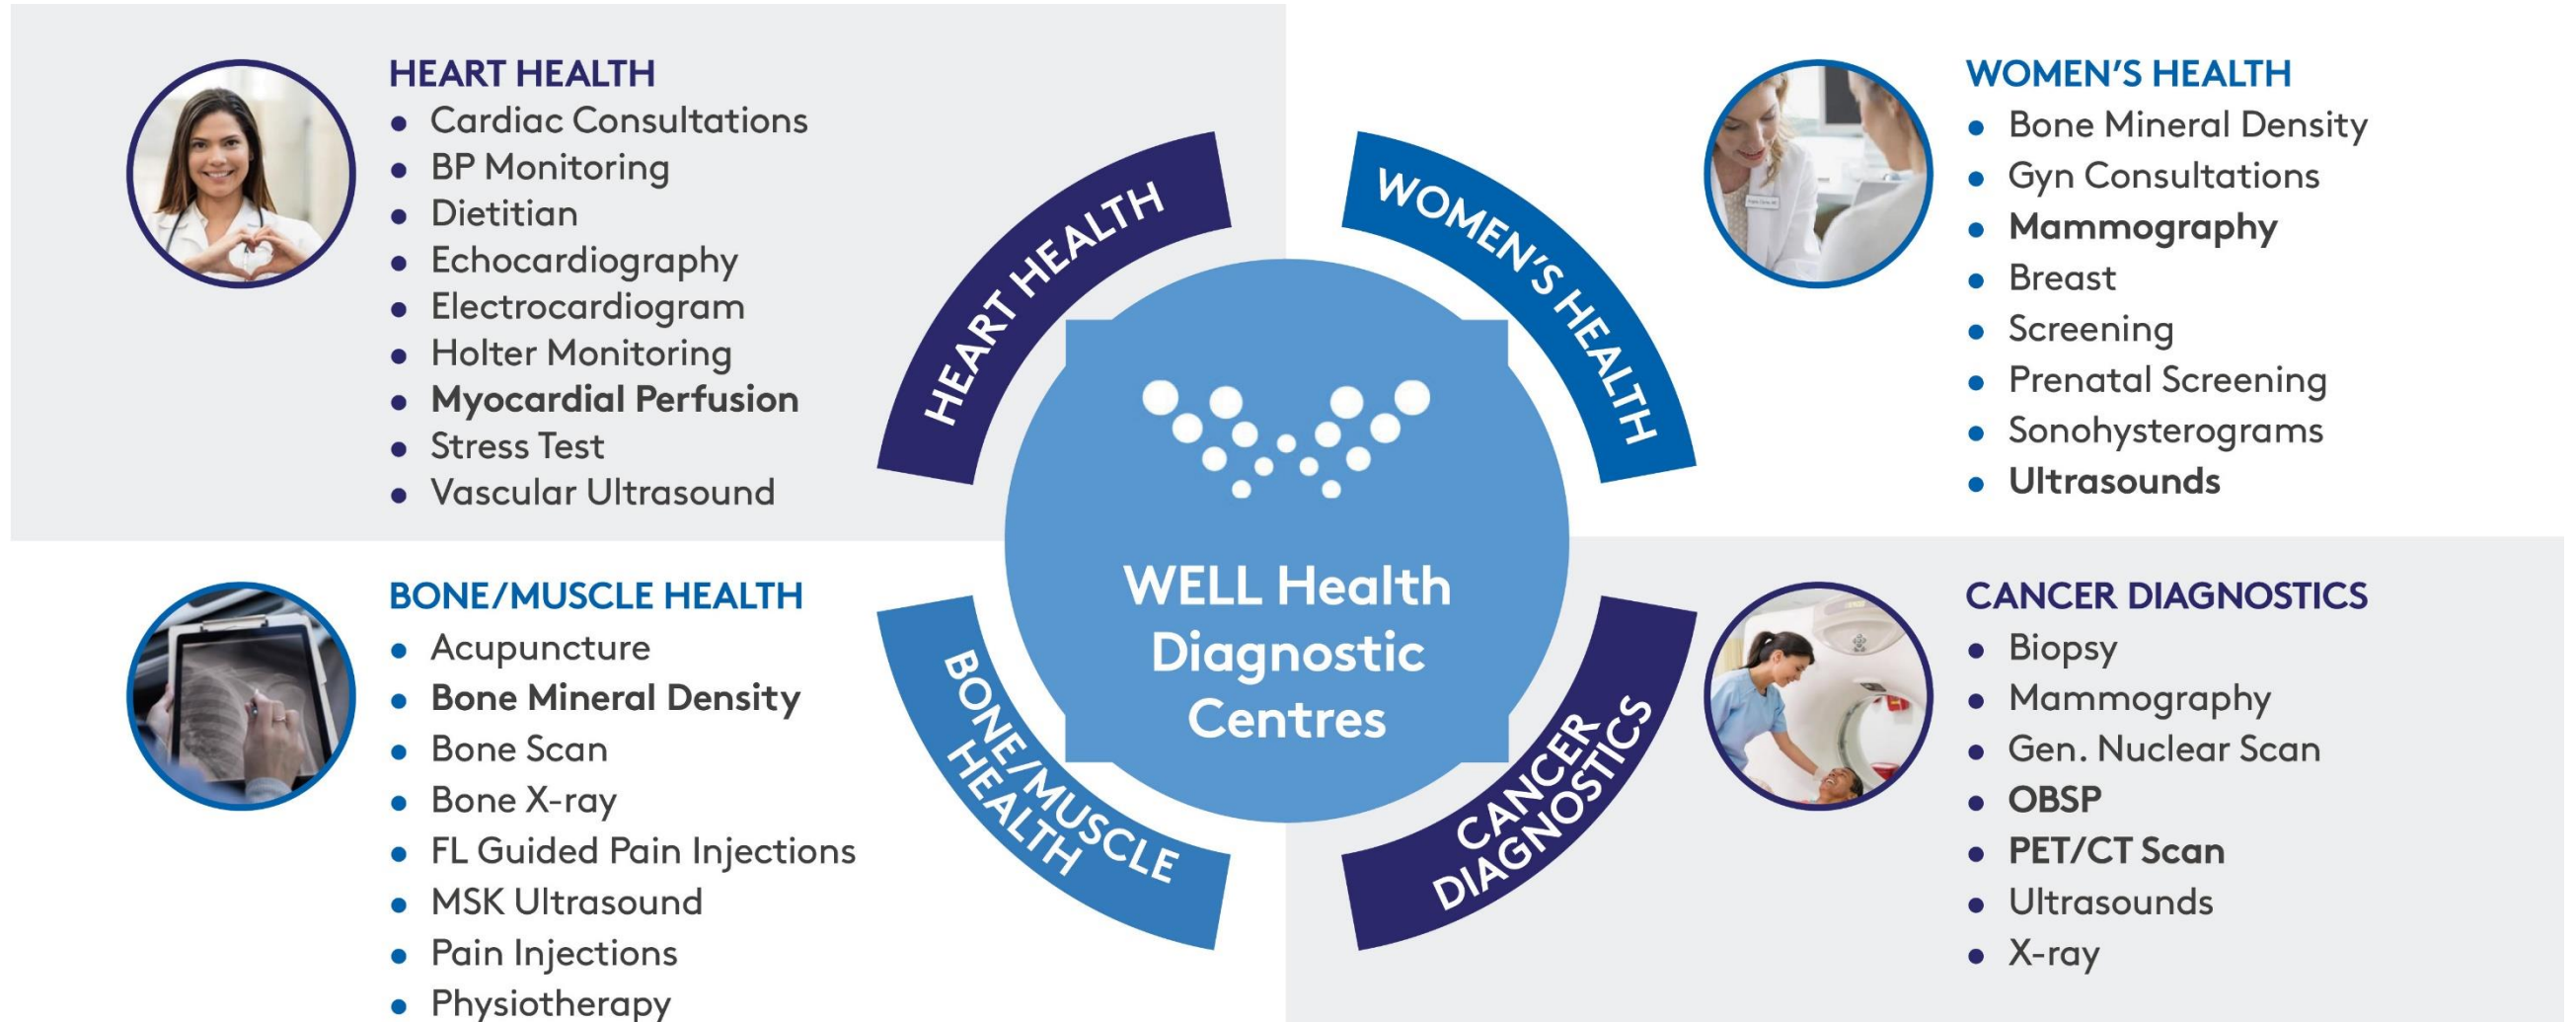 HEART HEALTH
• Cardiac Consultations
• BP Monitoring
• Dietitian
• Echocardiography
• Electrocardiogram
• Holter Monitoring
• Myocardial Perfusion
• Stress Test
• Vascular Ultrasound
WOMEN'S HEALTH
• Bone Mineral Density
• Gyn Consultations
• Mammography
• Breast
• Screening
• Prenatal Screening
• Sonohysterograms
• Ultrasounds
HEART HEALTH
WOMEN'S HEALTH
WELL Health
Diagnostic
Centres
BONE/MUSCLE
HEALTH
CANCER
DIAGNOSTICS
BONE/MUSCLE HEALTH
• Acupuncture
• Bone Mineral Density
• Bone Scan
• Bone X-ray
• FL Guided Pain Injections
• MSK Ultrasound
• Pain Injections
• Physiotherapy
CANCER DIAGNOSTICS
• Biopsy
• Mammography
• Gen. Nuclear Scan
• OBSP
• PET/CT Scan
• Ultrasounds
• X-ray